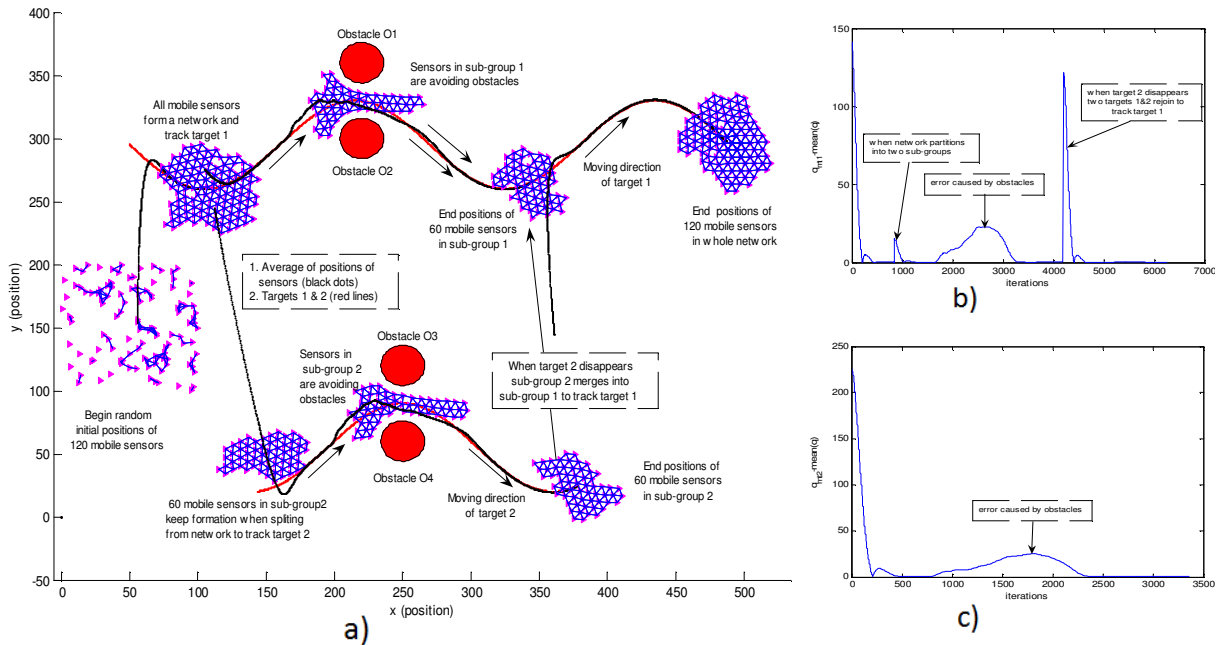 400
350
300
250
200
150
100
50
0
-50
y (position)
0
50
100
150
200
250
300
350
400
450
500
x (position)
a)
Obstacle O1
Sensors in sub-group 1
are avoiding obstacles
All mobile sensors
form a network and
track target 1
Obstacle O2
Moving direction
of target 1
End positions of
60 mobile sensors
in sub-group 1
End positions of
120 mobile sensors
in whole network
1. Average of positions of
sensors (black dots)
2. Targets 1 & 2 (red lines)
Obstacle O3
Sensors in
sub-group 2
are avoiding
obstacles
When target 2 disappears
sub-group 2 merges into
sub-group 1 to track target 1
Begin random
initial positions of
120 mobile sensors
Obstacle O4
End positions of
60 mobile sensors
in sub-group 2
60 mobile sensors in sub-group2
keep formation when spliting
from network to track target 2
Moving direction
of target 2
150
100
50
0
q_mt1-mean(q)
when target 2 disappears
two targets 1&2 rejoin to
track target 1
when network partitions
into two sub-groups
error caused by obstacles
0
1000
2000
3000
4000
5000
6000
7000
iterations
b)
250
200
150
100
50
0
q_mt2-mean(q)
error caused by obstacles
0
500
1000
1500
2000
2500
3000
3500
iterations
c)